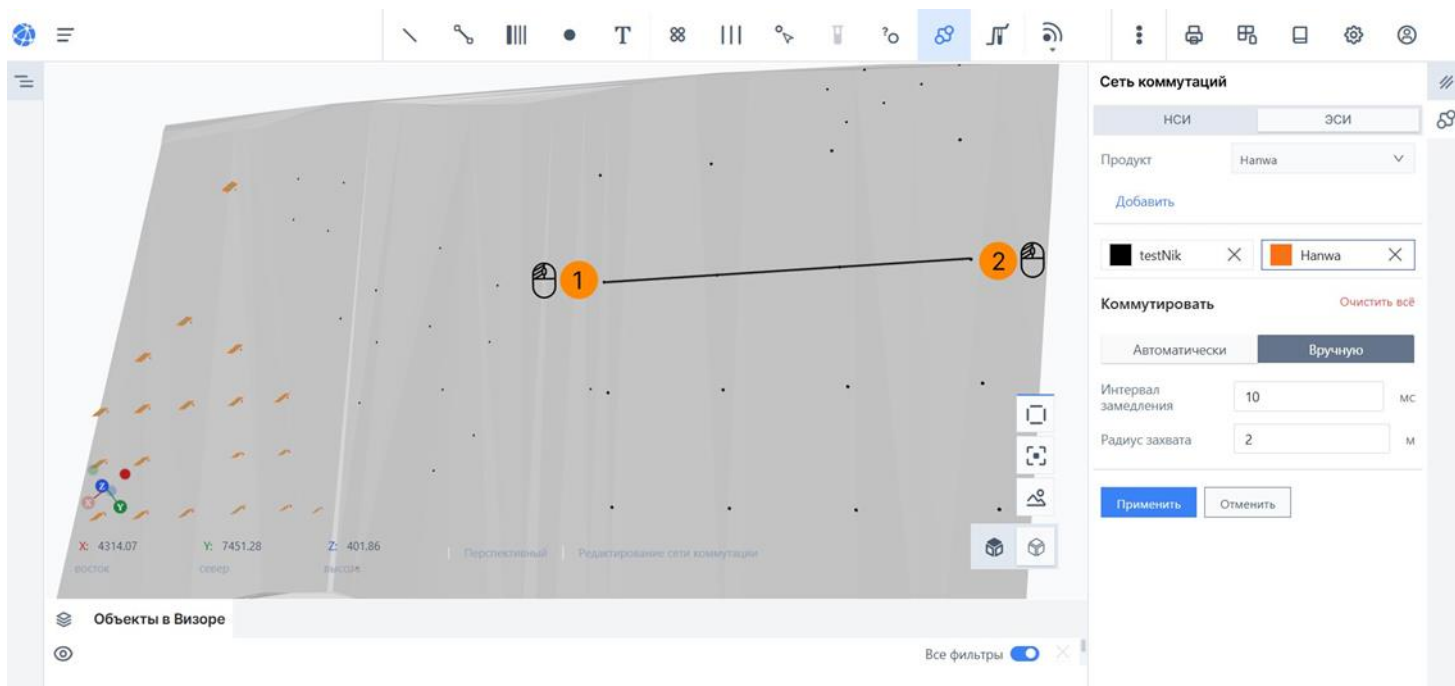 T
?
Сеть коммутаций
НСИ ЭСИ
Продукт Hanwa
Добавить
testNik Hanwa
Коммутировать Очистить всё
Автоматически Вручную
Интервал
замедления 10 мс
Радиус захвата 2 м
Применить Отменить
1
2
Z
X
Y
X: 4314.07 Y: 7451.28 Z: 401.86
восток север высота
Перспективный Редактирование сети коммутации
Объекты в Визоре
Все фильтры